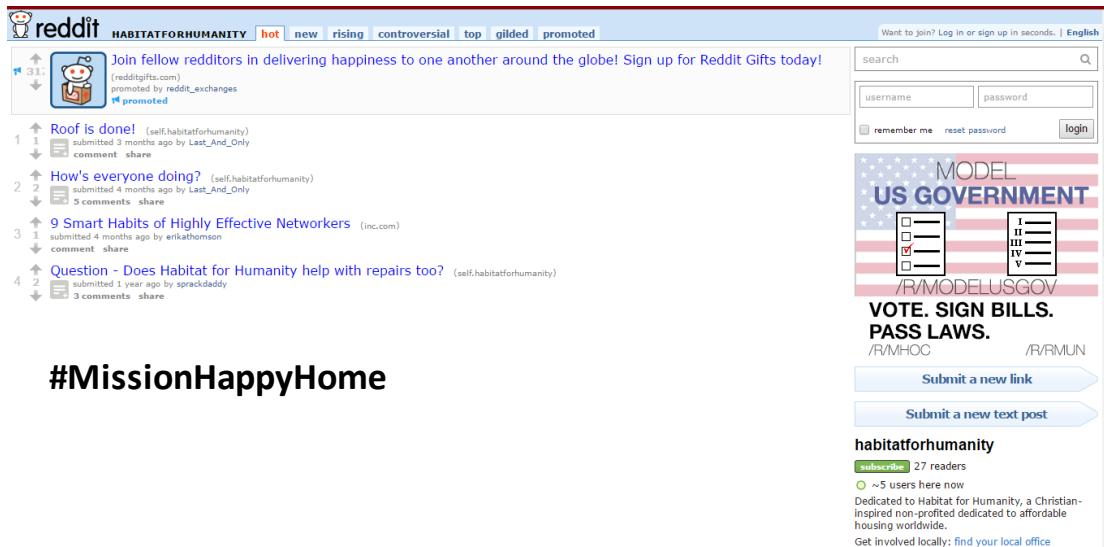 reddit HABITATFORHUMANITY hot new rising controversial top gilded promoted
Want to join? Log in or sign up in seconds. | English
Join fellow redditors in delivering happiness to one another around the globe! Sign up for Reddit Gifts today!
(redditgifts.com)
promoted by reddit_exchanges
promoted
1
1
Roof is done! (self.habitatforhumanity)
submitted 3 months ago by Last_And_Only
comment share
2
2
How's everyone doing? (self.habitatforhumanity)
submitted 4 months ago by Last_And_Only
5 comments share
3
1
9 Smart Habits of Highly Effective Networkers (inc.com)
submitted 4 months ago by erikathomson
comment share
4
2
Question - Does Habitat for Humanity help with repairs too? (self.habitatforhumanity)
submitted 1 year ago by sprackdaddy
3 comments share
#MissionHappyHome
search
username password
remember me reset password login
MODEL
US GOVERNMENT
I
II
III
IV
V
/R/MODELUSGOV
VOTE. SIGN BILLS.
PASS LAWS.
/R/MHOC /R/RMUN
Submit a new link
Submit a new text post
habitatforhumanity
subscribe 27 readers
~5 users here now
Dedicated to Habitat for Humanity, a Christian-
inspired non-profited dedicated to affordable
housing worldwide.
Get involved locally: find your local office